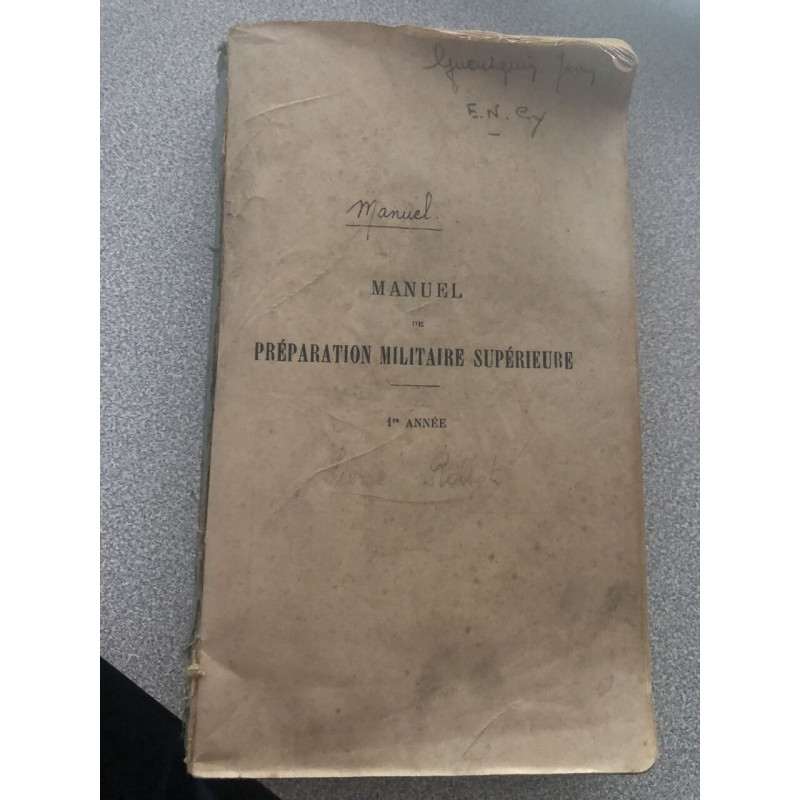 E.N. Cy
Manuel.
MANUEL
DE
PRÉPARATION MILITAIRE SUPÉRIEURE
1re ANNÉE